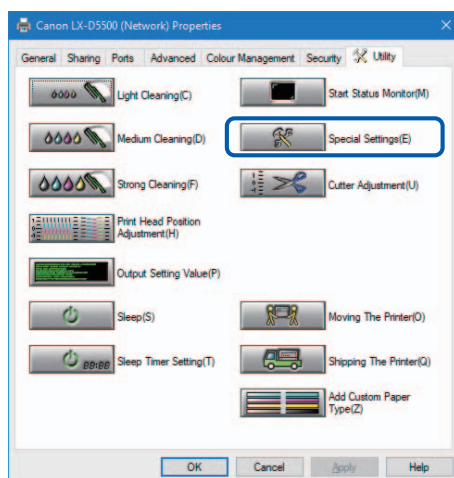 Canon LX-D5500 (Network) Properties
General Sharing Ports Advanced Colour Management Security Utility
Light Cleaning(C)
Start Status Monitor(M)
Medium Cleaning(D)
Special Settings(E)
Strong Cleaning(F)
Cutter Adjustment(U)
Print Head Position
Adjustment(H)
Output Setting Value(P)
Sleep(S)
Moving The Printer(O)
Sleep Timer Setting(T)
Shipping The Printer(Q)
Add Custom Paper
Type(Z)
OK Cancel Apply Help